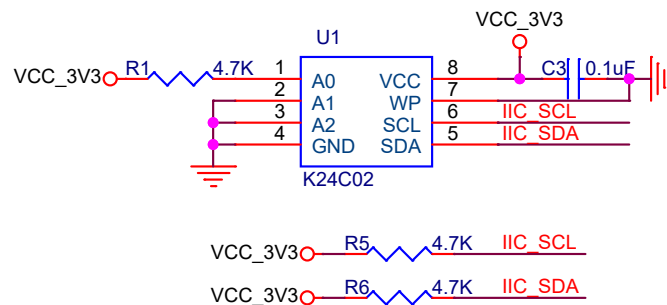 VCC_3V3
U1
VCC_3V3 R1 4.7K 1 A0 VCC 8 C3 0.1uF
2 A1 WP 7
3 A2 SCL 6 IIC_SCL
4 GND SDA 5 IIC_SDA
K24C02
VCC_3V3 R5 4.7K IIC_SCL
VCC_3V3 R6 4.7K IIC_SDA